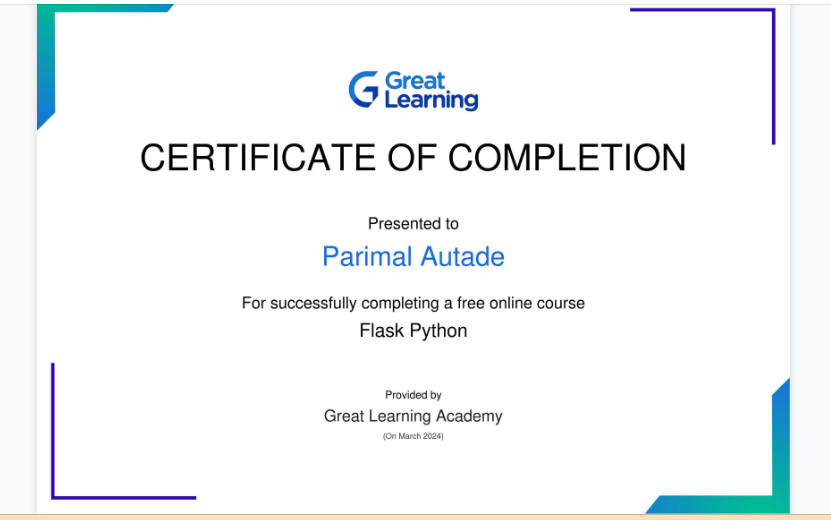 Great
Learning
CERTIFICATE OF COMPLETION
Presented to
Parimal Autade
For successfully completing a free online course
Flask Python
Provided by
Great Learning Academy
(On March 2024)